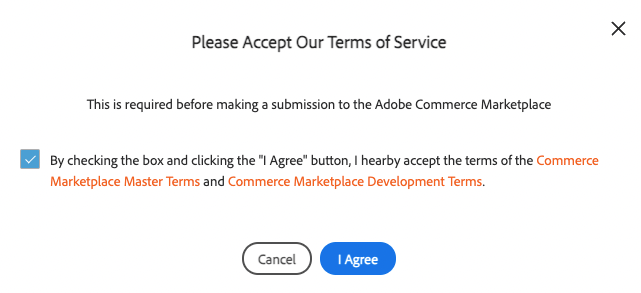 Please Accept Our Terms of Service
This is required before making a submission to the Adobe Commerce Marketplace
By checking the box and clicking the "I Agree" button, I hearby accept the terms of the Commerce
Marketplace Master Terms and Commerce Marketplace Development Terms.
Cancel
I Agree